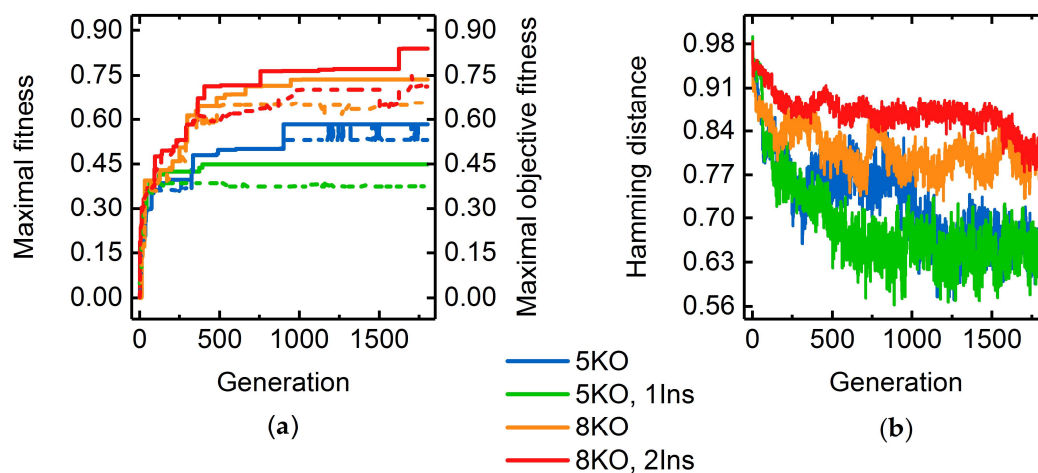 Maximal fitness
0.90
0.75
0.60
0.45
0.30
0.15
0.00
0 500 1000 1500
Generation
(a)
0.90
0.75
0.60
0.45
0.30
0.15
0.00
Maximal objective fitness
5KO
5KO, 1Ins
8KO
8KO, 2Ins
Hamming distance
0.98
0.91
0.84
0.77
0.70
0.63
0.56
0 500 1000 1500
Generation
(b)